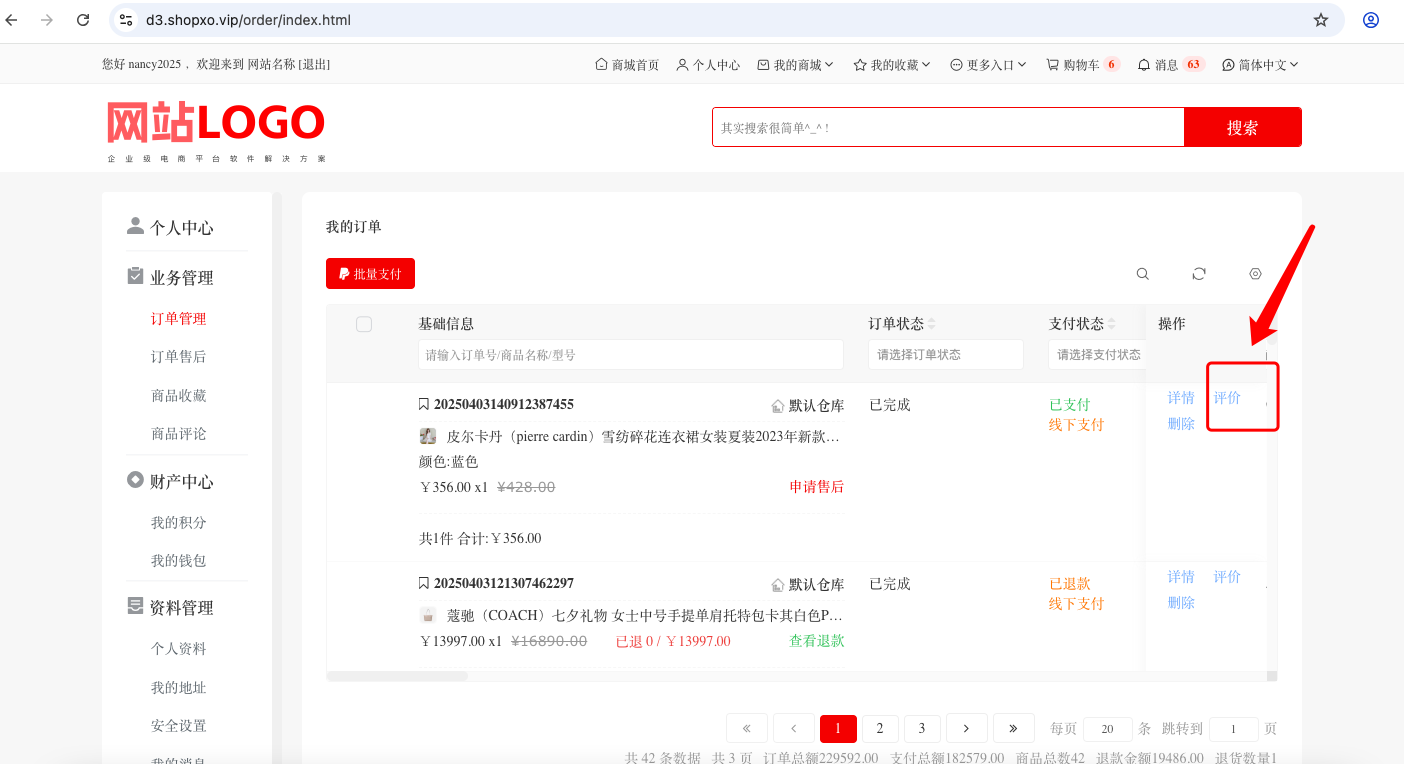 d3.shopxo.vip/order/index.html
您好 nancy2025 ，欢迎来到 网站名称 [退出]
商城首页 个人中心 我的商城 我的收藏 更多入口 购物车 6 消息 63 简体中文
网站LOGO
企业级电商平台软件解决方案
其实搜索很简单^_^ !
搜索
个人中心
业务管理
订单管理
订单售后
商品收藏
商品评论
财产中心
我的积分
我的钱包
资料管理
个人资料
我的地址
安全设置
我的消息
我的订单
批量支付
基础信息 订单状态 支付状态 操作
请输入订单号/商品名称/型号 请选择订单状态 请选择支付状态
20250403140912387455 默认仓库 已完成 已支付 详情 评价
线下支付 删除
皮尔卡丹（pierre cardin）雪纺碎花连衣裙女装夏装2023年新款…
颜色:蓝色
￥356.00 x1 ¥428.00 申请售后
共1件 合计:￥356.00
20250403121307462297 默认仓库 已完成 已退款 详情 评价
线下支付 删除
蔻驰（COACH）七夕礼物 女士中号手提单肩托特包卡其白色P…
￥13997.00 x1 ¥16890.00 已退 0 / ￥13997.00 查看退款
« ‹ 1 2 3 › » 每页 20 条 跳转到 1 页
共 42 条数据 共 3 页 订单总额229592.00 支付总额182579.00 商品总数42 退款金额19486.00 退货数量1